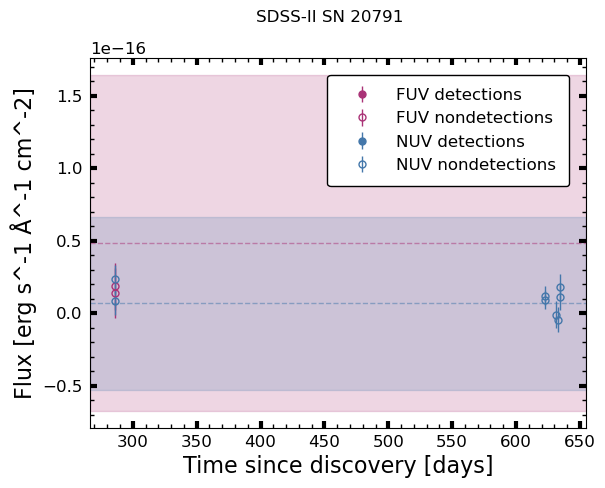 SDSS-II SN 20791
1e−16
FUV detections
FUV nondetections
NUV detections
NUV nondetections
1.5
1.0
0.5
0.0
−0.5
Flux [erg s^-1 Å^-1 cm^-2]
300 350 400 450 500 550 600 650
Time since discovery [days]